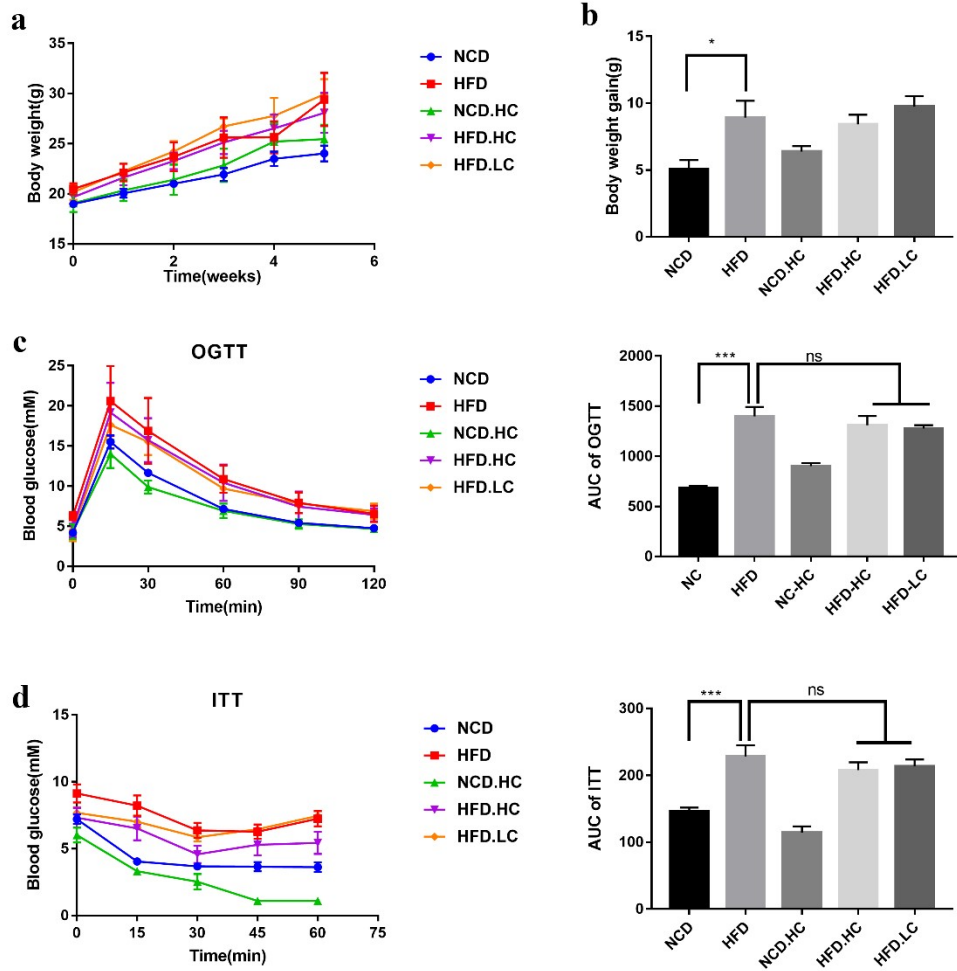 a
Body weight(g)
35
30
25
20
15
0
2
4
6
Time(weeks)
NCD
HFD
NCD.HC
HFD.HC
HFD.LC
b
Body weight gain(g)
15
10
5
0
*
NCD
HFD
NCD.HC
HFD.HC
HFD.LC
c
OGTT
Blood glucose(mM)
25
20
15
10
5
0
0
30
60
90
120
Time(min)
NCD
HFD
NCD.HC
HFD.HC
HFD.LC
AUC of OGTT
2000
1500
1000
500
0
***
ns
NC
HFD
NC-HC
HFD-HC
HFD-LC
d
ITT
Blood glucose(mM)
15
10
5
0
0
15
30
45
60
75
Time(min)
NCD
HFD
NCD.HC
HFD.HC
HFD.LC
AUC of ITT
300
200
100
0
***
ns
NCD
HFD
NCD.HC
HFD.HC
HFD.LC